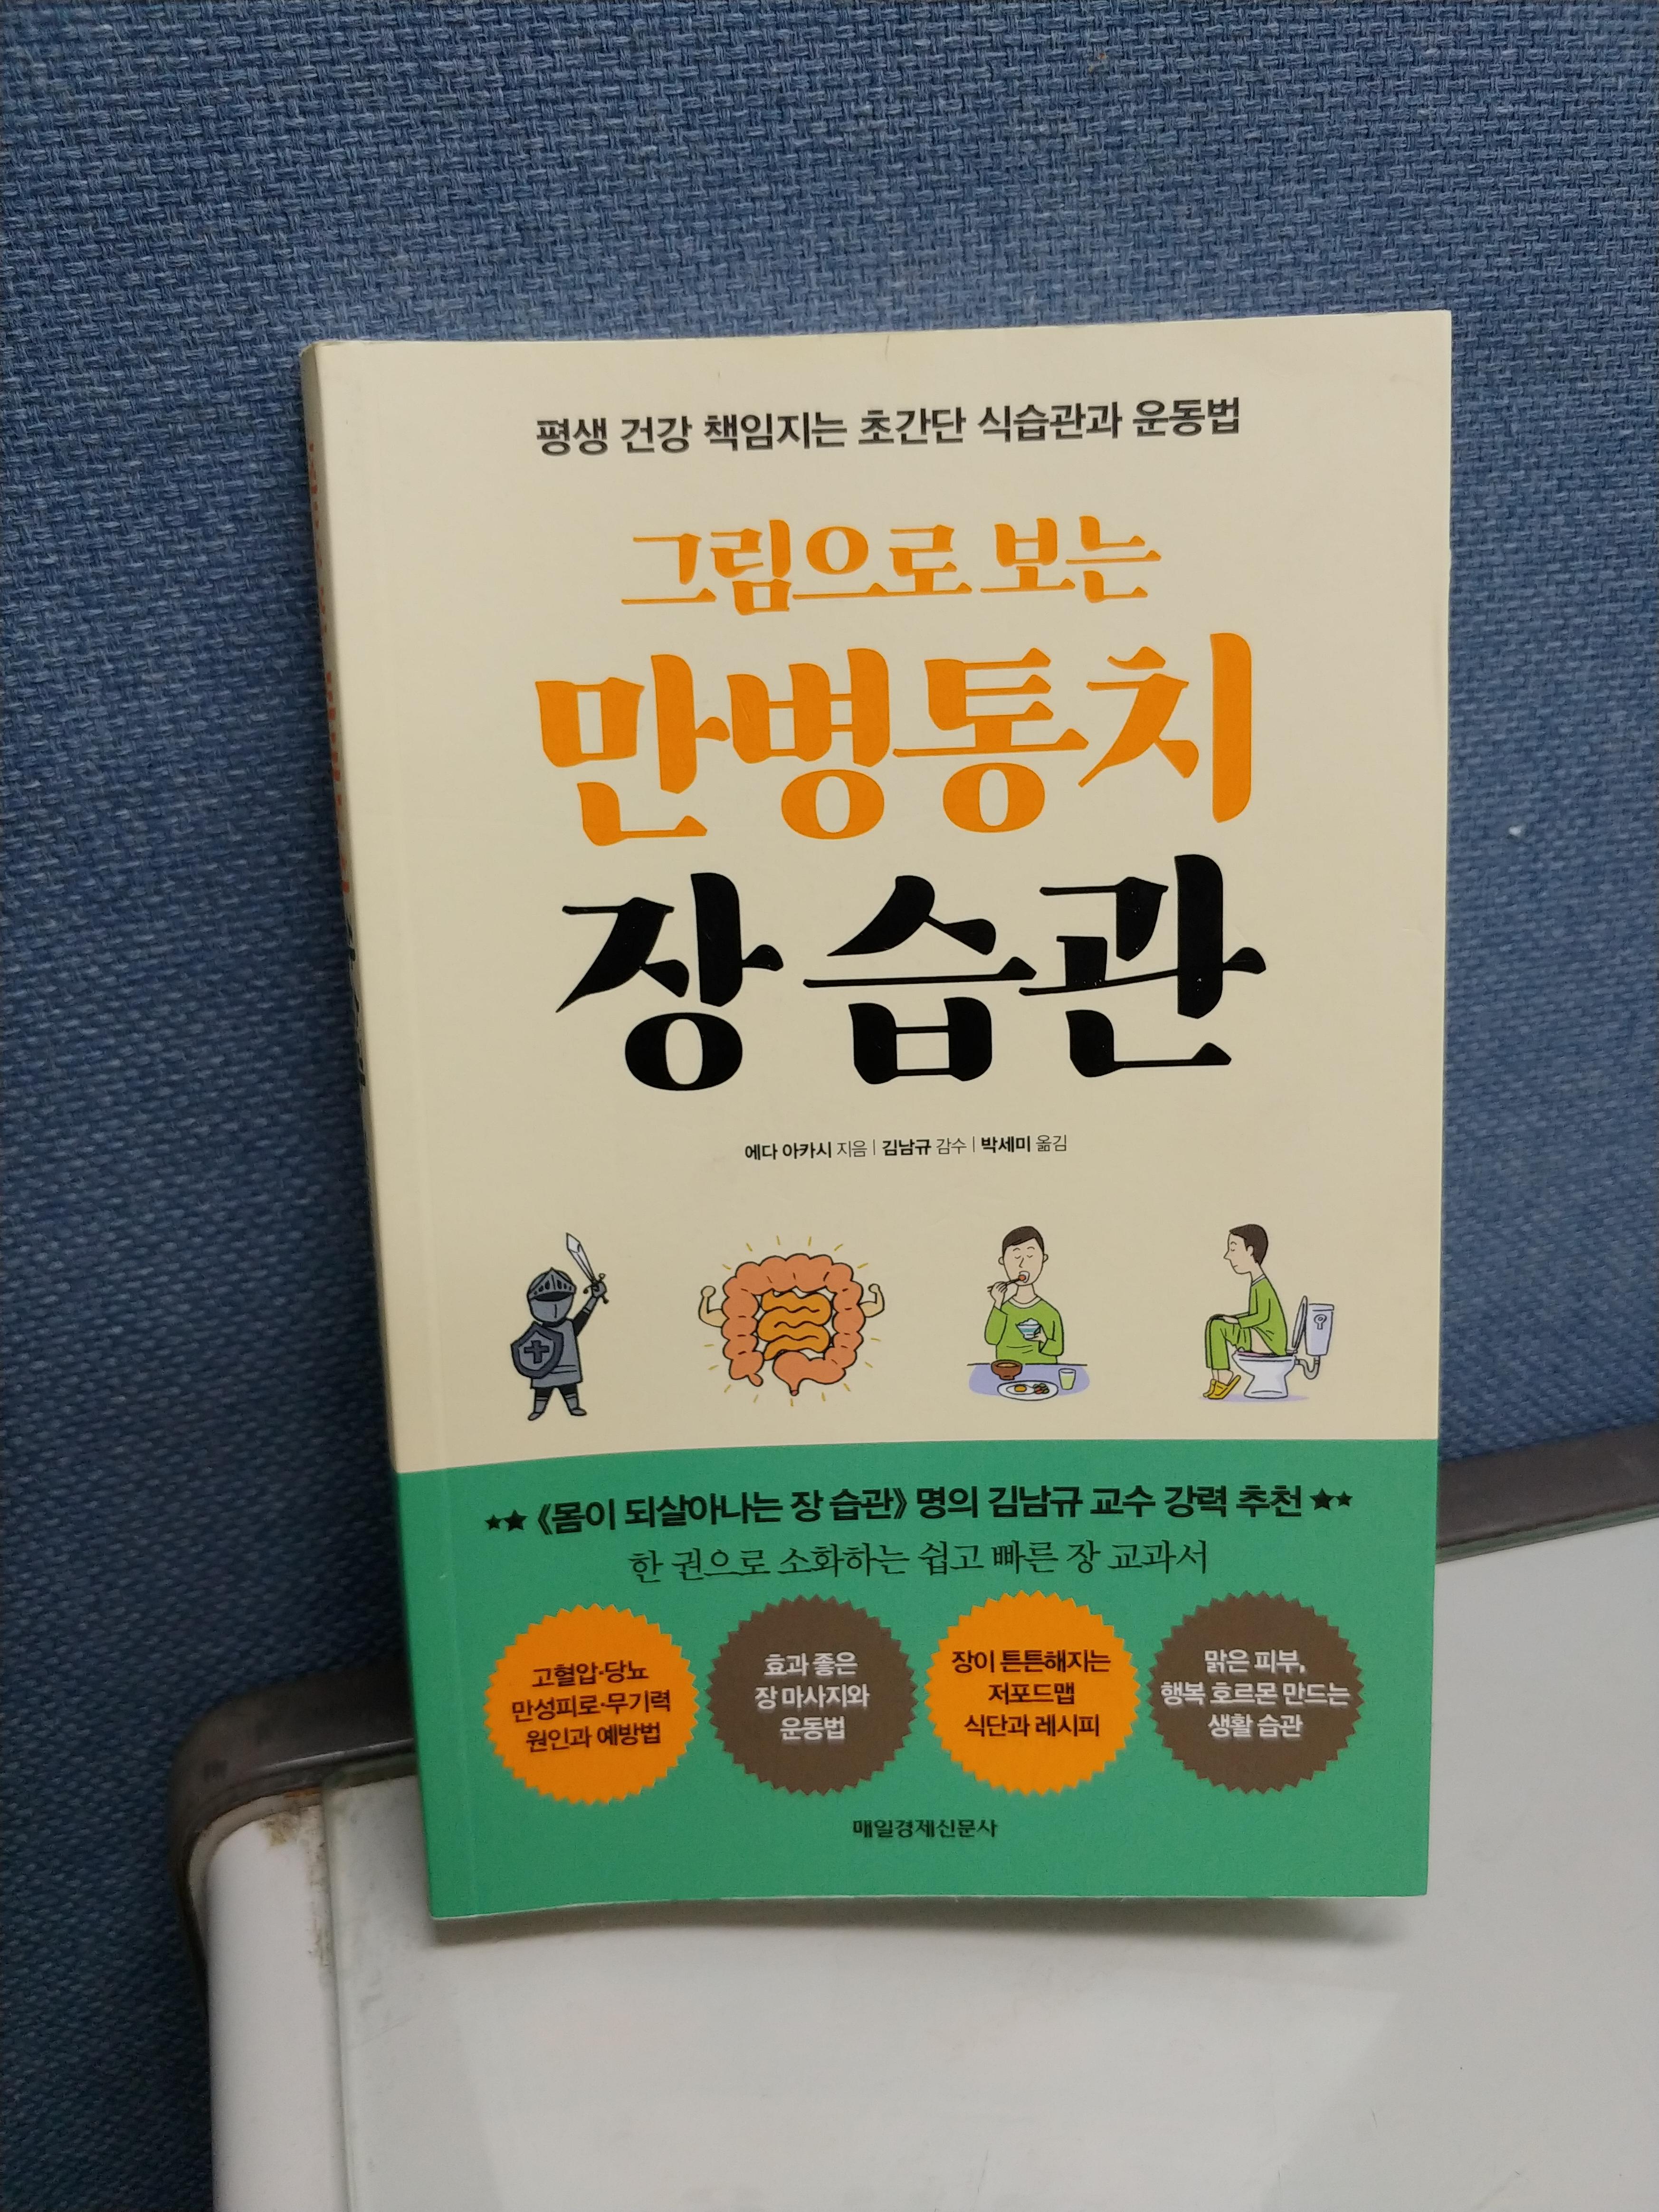 평생 건강 책임지는 초간단 식습관과 운동법
그림으로 보는
만병통치
장 습관
에다 아카시 지음 | 김남규 감수 | 박세미 옮김
★★ 《몸이 되살아나는 장 습관》 명의 김남규 교수 강력 추천 ★★
한 권으로 소화하는 쉽고 빠른 장 교과서
고혈압·당뇨
만성피로·무기력
원인과 예방법
효과 좋은
장 마사지와
운동법
장이 튼튼해지는
저포드맵
식단과 레시피
맑은 피부,
행복 호르몬 만드는
생활 습관
매일경제신문사